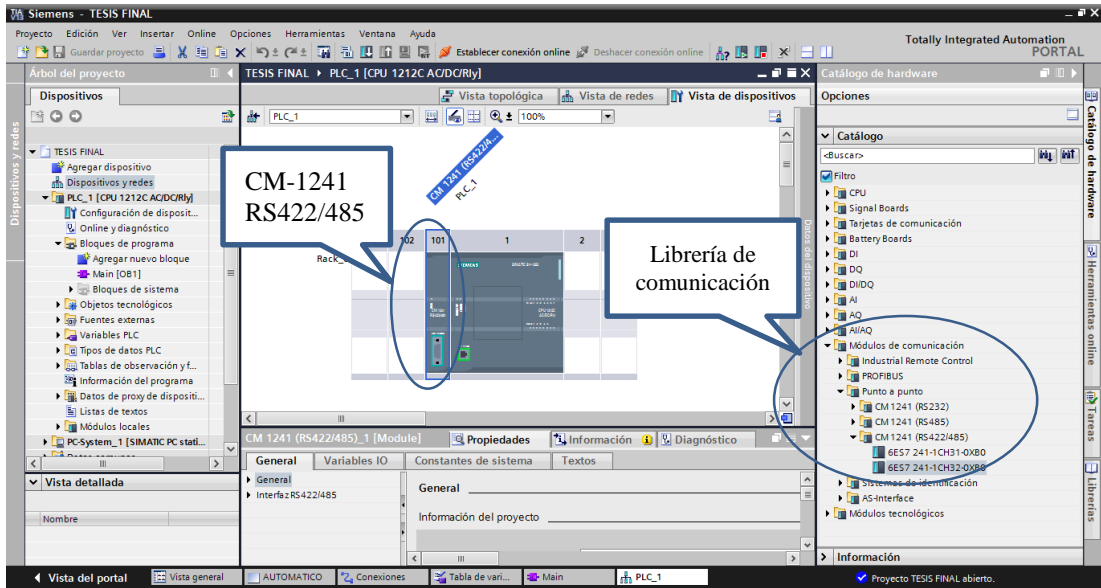 Siemens - TESIS FINAL
Proyecto Edición Ver Insertar Online Opciones Herramientas Ventana Ayuda
Totally Integrated Automation
PORTAL
Guardar proyecto
Establecer conexión online
Deshacer conexión online
Árbol del proyecto
Dispositivos
Dispositivos y redes
TESIS FINAL
Agregar dispositivo
Dispositivos y redes
PLC_1 [CPU 1212C AC/DC/Rly]
Configuración de disposit...
Online y diagnóstico
Bloques de programa
Agregar nuevo bloque
Main [OB1]
Bloques de sistema
Objetos tecnológicos
Fuentes externas
Variables PLC
Tipos de datos PLC
Tablas de observación y f...
Información del programa
Datos de proxy de dispositi...
Listas de textos
Módulos locales
PC-System_1 [SIMATIC PC stati...
Vista detallada
Nombre
TESIS FINAL PLC_1 [CPU 1212C AC/DC/Rly]
Vista topológica
Vista de redes
Vista de dispositivos
PLC_1
100%
CM 1241 (RS422/4...
PLC_1
CM-1241
RS422/485
Librería de
comunicación
102 101 1 2
Rack_
SIEMENS
Datos del dispositivo
CM 1241 (RS422/485)_1 [Module]
Propiedades
Información
Diagnóstico
General
Variables IO
Constantes de sistema
Textos
General
Interfaz RS422/485
General
Información del proyecto
Catálogo de hardware
Opciones
Catálogo
<Buscar>
Filtro
CPU
Signal Boards
Tarjetas de comunicación
Battery Boards
DI
DQ
DI/DQ
AI
AQ
AI/AQ
Módulos de comunicación
Industrial Remote Control
PROFIBUS
Punto a punto
CM 1241 (RS232)
CM 1241 (RS485)
CM 1241 (RS422/485)
6ES7 241-1CH31-0XB0
6ES7 241-1CH32-0XB0
Sistemas de identificación
AS-Interface
Módulos tecnológicos
Información
Catálogo de hardware
Herramientas online
Tareas
Librerías
Vista del portal
Vista general
AUTOMATICO
Conexiones
Tabla de vari...
Main
PLC_1
Proyecto TESIS FINAL abierto.